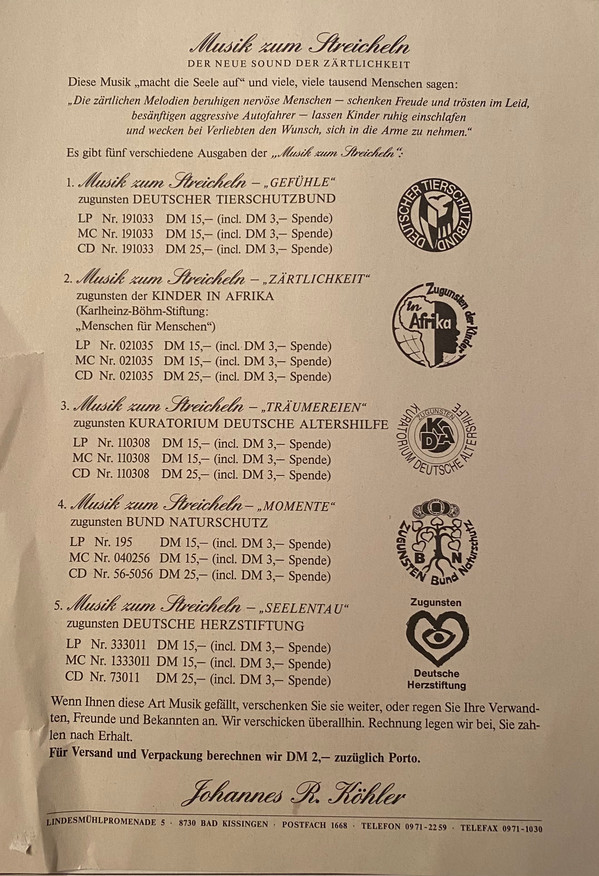 Musik zum Streicheln
DER NEUE SOUND DER ZÄRTLICHKEIT
Diese Musik „macht die Seele auf“ und viele, viele tausend Menschen sagen:
„Die zärtlichen Melodien beruhigen nervöse Menschen — schenken Freude und trösten im Leid,
besänftigen aggressive Autofahrer — lassen Kinder ruhig einschlafen
und wecken bei Verliebten den Wunsch, sich in die Arme zu nehmen.“
Es gibt fünf verschiedene Ausgaben der „Musik zum Streicheln“:
1. Musik zum Streicheln – „GEFÜHLE“
zugunsten DEUTSCHER TIERSCHUTZBUND
LP Nr. 191033 DM 15,— (incl. DM 3,— Spende)
MC Nr. 191033 DM 15,— (incl. DM 3,— Spende)
CD Nr. 191033 DM 25,— (incl. DM 3,— Spende)
DEUTSCHER TIERSCHUTZBUND
2. Musik zum Streicheln – „ZÄRTLICHKEIT“
zugunsten der KINDER IN AFRIKA
(Karlheinz-Böhm-Stiftung:
„Menschen für Menschen“)
LP Nr. 021035 DM 15,— (incl. DM 3,— Spende)
MC Nr. 021035 DM 15,— (incl. DM 3,— Spende)
CD Nr. 021035 DM 25,— (incl. DM 3,— Spende)
Zugunsten der Kinder
in
Afrika
3. Musik zum Streicheln – „TRÄUMEREIEN“
zugunsten KURATORIUM DEUTSCHE ALTERSHILFE
LP Nr. 110308 DM 15,— (incl. DM 3,— Spende)
MC Nr. 110308 DM 15,— (incl. DM 3,— Spende)
CD Nr. 110308 DM 25,— (incl. DM 3,— Spende)
ZUGUNSTEN
KDA
KURATORIUM DEUTSCHE ALTERSHILFE
4. Musik zum Streicheln – „MOMENTE“
zugunsten BUND NATURSCHUTZ
LP Nr. 195 DM 15,— (incl. DM 3,— Spende)
MC Nr. 040256 DM 15,— (incl. DM 3,— Spende)
CD Nr. 56-5056 DM 25,— (incl. DM 3,— Spende)
B N
ZUGUNSTEN Bund Naturschutz
5. Musik zum Streicheln – „SEELENTAU“
zugunsten DEUTSCHE HERZSTIFTUNG
LP Nr. 333011 DM 15,— (incl. DM 3,— Spende)
MC Nr. 1333011 DM 15,— (incl. DM 3,— Spende)
CD Nr. 73011 DM 25,— (incl. DM 3,— Spende)
Zugunsten
Deutsche
Herzstiftung
Wenn Ihnen diese Art Musik gefällt, verschenken Sie sie weiter, oder regen Sie Ihre Verwand-
ten, Freunde und Bekannten an. Wir verschicken überallhin. Rechnung legen wir bei, Sie zah-
len nach Erhalt.
Für Versand und Verpackung berechnen wir DM 2,— zuzüglich Porto.
Johannes R. Köhler
LINDESMÜHLPROMENADE 5 · 8730 BAD KISSINGEN · POSTFACH 1668 · TELEFON 0971-2259 · TELEFAX 0971-1030